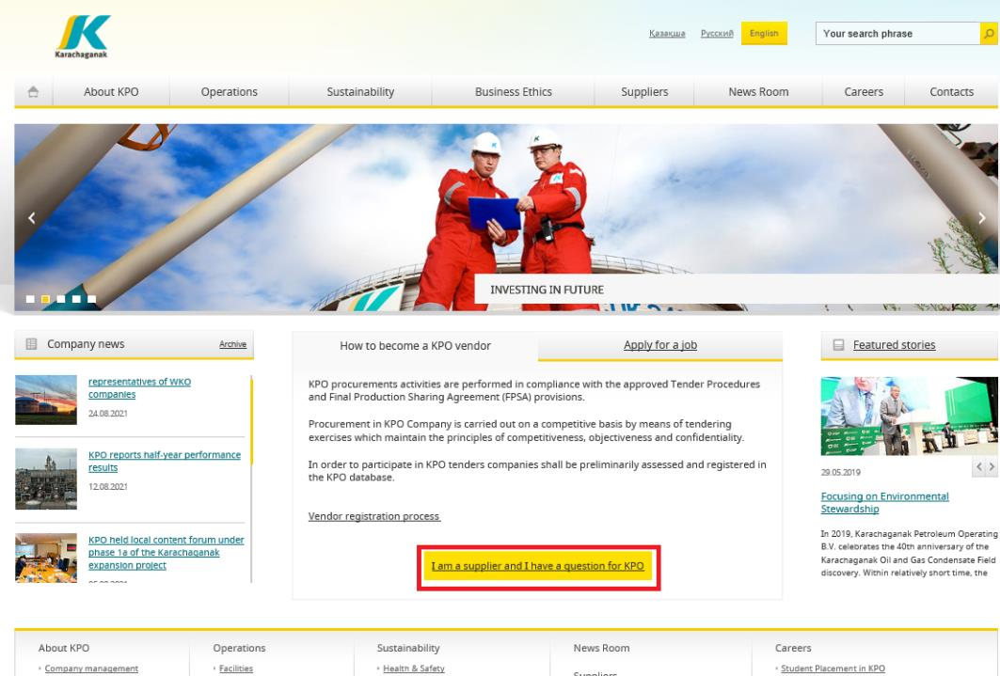 Karachaganak
Қазақша Русский English
Your search phrase
About KPO Operations Sustainability Business Ethics Suppliers News Room Careers Contacts
INVESTING IN FUTURE
Company news Archive
representatives of WKO
companies
24.08.2021
KPO reports half-year performance
results
12.08.2021
KPO held local content forum under
phase 1a of the Karachaganak
expansion project
How to become a KPO vendor Apply for a job
KPO procurements activities are performed in compliance with the approved Tender Procedures
and Final Production Sharing Agreement (FPSA) provisions.
Procurement in KPO Company is carried out on a competitive basis by means of tendering
exercises which maintain the principles of competitiveness, objectiveness and confidentiality.
In order to participate in KPO tenders companies shall be preliminarily assessed and registered in
the KPO database.
Vendor registration process
I am a supplier and I have a question for KPO
Featured stories
29.05.2019
Focusing on Environmental
Stewardship
In 2019, Karachaganak Petroleum Operating
B.V. celebrates the 40th anniversary of the
Karachaganak Oil and Gas Condensate Field
discovery. Within relatively short time, the
About KPO Operations Sustainability News Room Careers
Company management Facilities Health & Safety Suppliers Student Placement in KPO